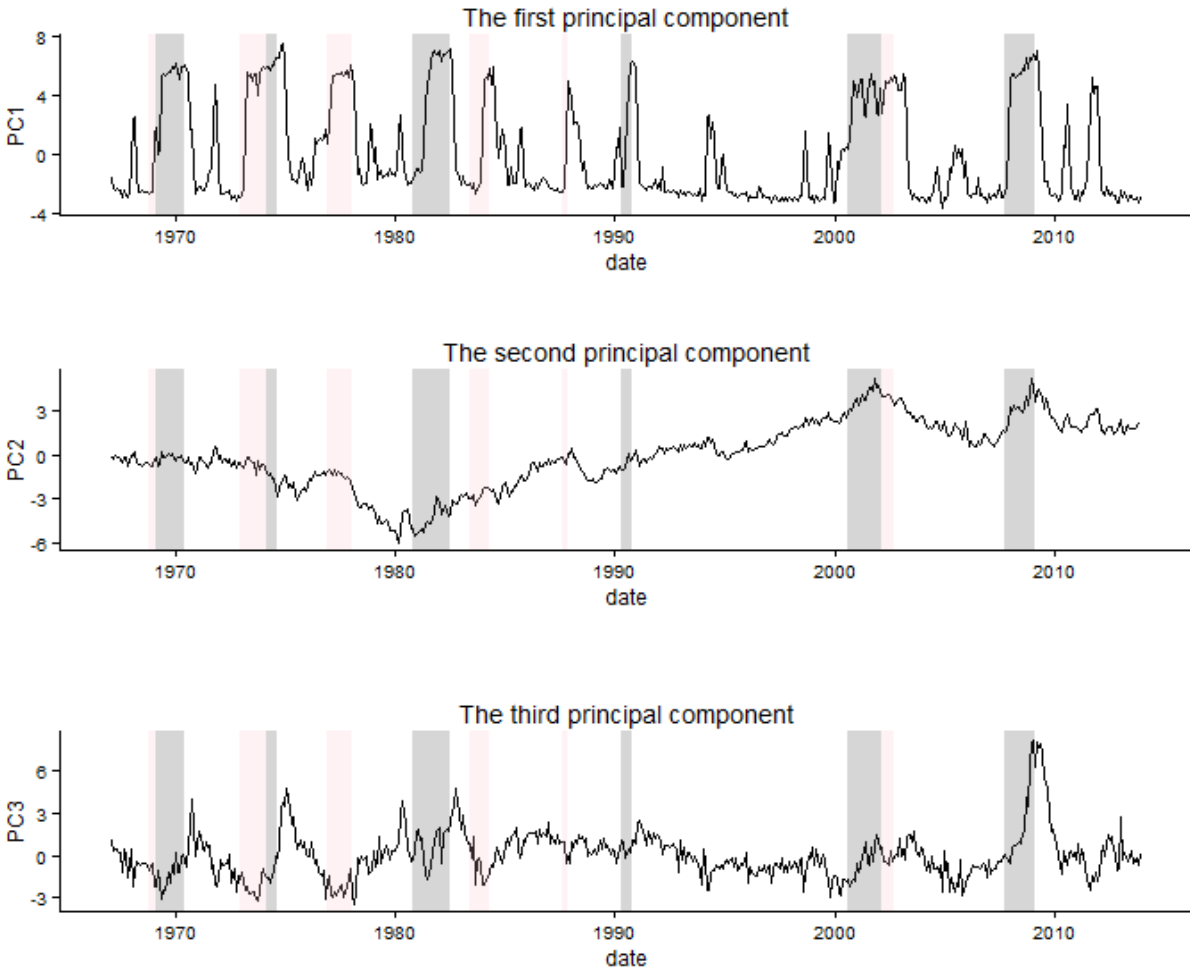 The first principal component
PC1
8
4
0
-4
1970 1980 1990 2000 2010
date
The second principal component
PC2
3
0
-3
-6
1970 1980 1990 2000 2010
date
The third principal component
PC3
6
3
0
-3
1970 1980 1990 2000 2010
date